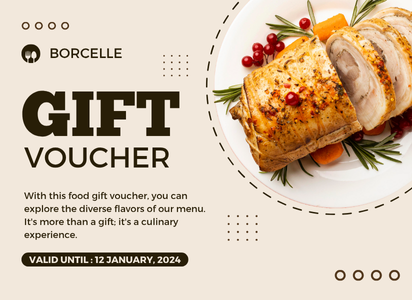 BORCELLE
GIFT
VOUCHER
With this food gift voucher, you can
explore the diverse flavors of our menu.
It's more than a gift; it's a culinary
experience.
VALID UNTIL : 12 JANUARY, 2024